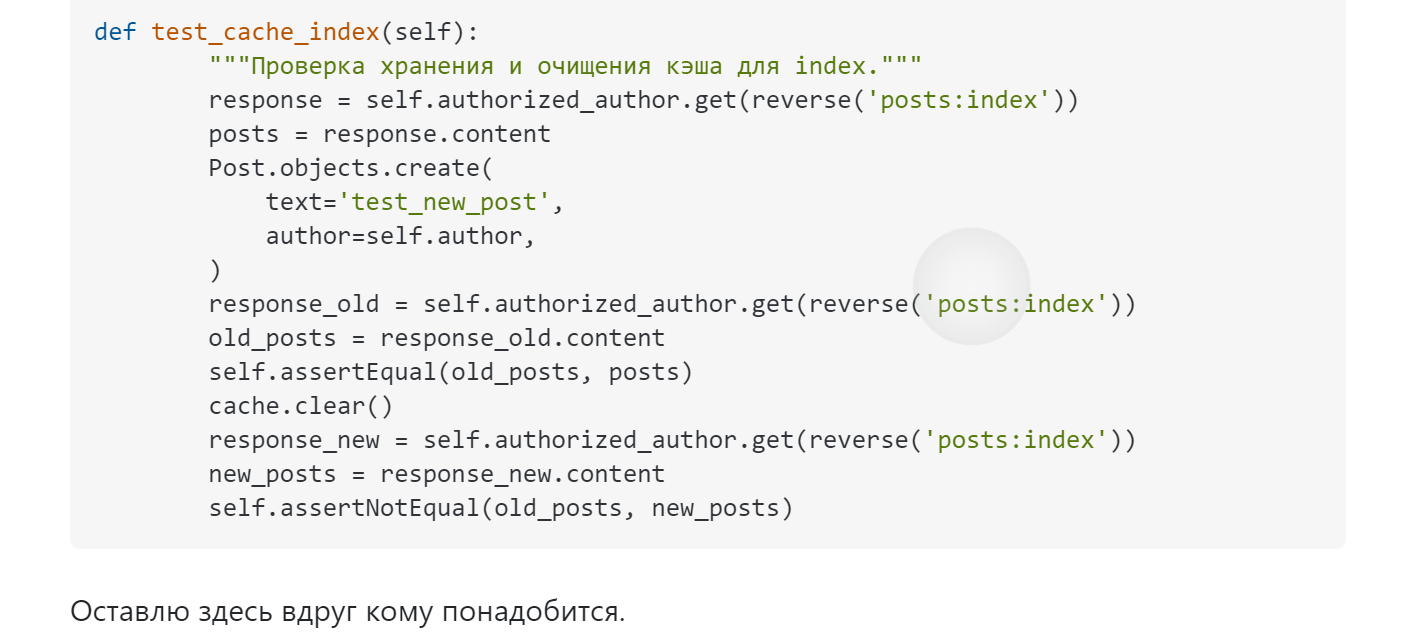 def test_cache_index(self):
        """Проверка хранения и очищения кэша для index."""
        response = self.authorized_author.get(reverse('posts:index'))
        posts = response.content
        Post.objects.create(
            text='test_new_post',
            author=self.author,
        )
        response_old = self.authorized_author.get(reverse('posts:index'))
        old_posts = response_old.content
        self.assertEqual(old_posts, posts)
        cache.clear()
        response_new = self.authorized_author.get(reverse('posts:index'))
        new_posts = response_new.content
        self.assertNotEqual(old_posts, new_posts)
Оставлю здесь вдруг кому понадобится.